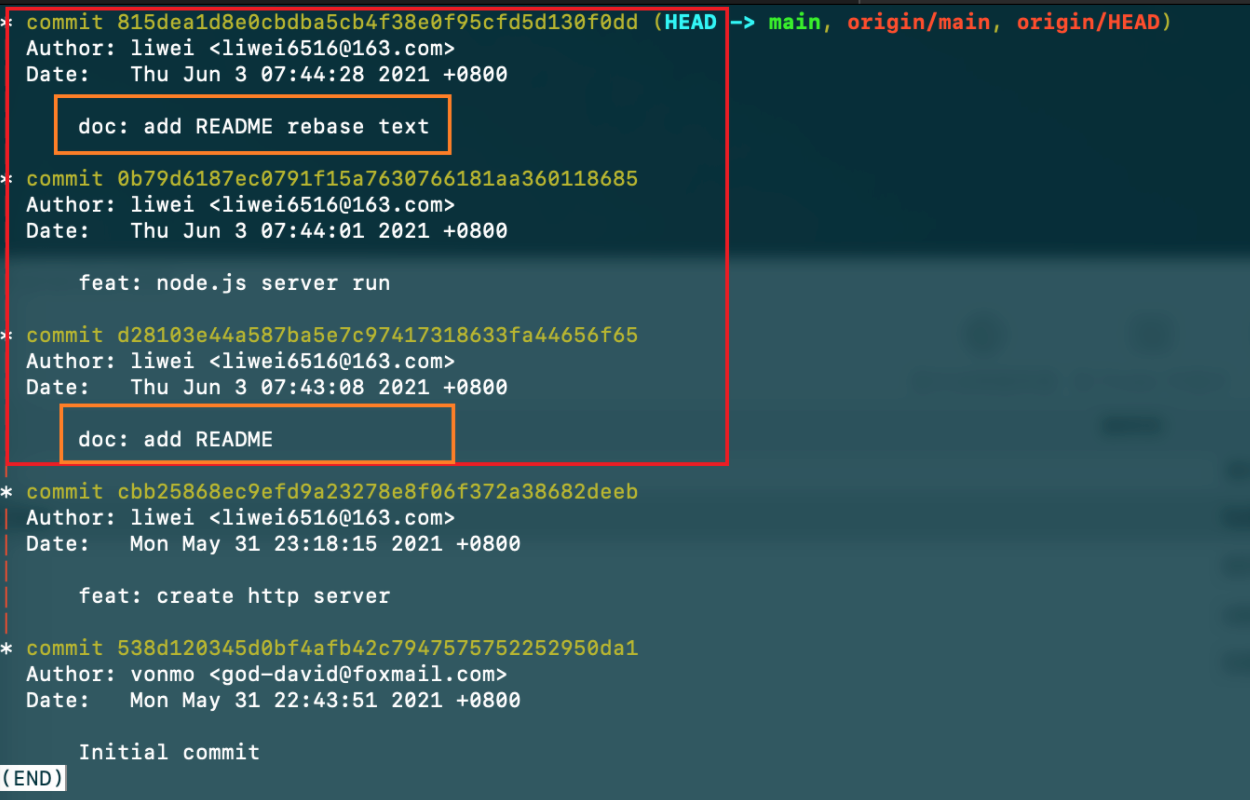 * commit 815dea1d8e0cbdba5cb4f38e0f95cfd5d130f0dd (HEAD -> main, origin/main, origin/HEAD)
Author: liwei <liwei6516@163.com>
Date:   Thu Jun 3 07:44:28 2021 +0800
doc: add README rebase text
* commit 0b79d6187ec0791f15a7630766181aa360118685
Author: liwei <liwei6516@163.com>
Date:   Thu Jun 3 07:44:01 2021 +0800
feat: node.js server run
* commit d28103e44a587ba5e7c97417318633fa44656f65
Author: liwei <liwei6516@163.com>
Date:   Thu Jun 3 07:43:08 2021 +0800
doc: add README
* commit cbb25868ec9efd9a23278e8f06f372a38682deeb
| Author: liwei <liwei6516@163.com>
| Date:   Mon May 31 23:18:15 2021 +0800
|
| feat: create http server
|
* commit 538d120345d0bf4afb42c7947575752252950da1
Author: vonmo <god-david@foxmail.com>
Date:   Mon May 31 22:43:51 2021 +0800
Initial commit
(END)